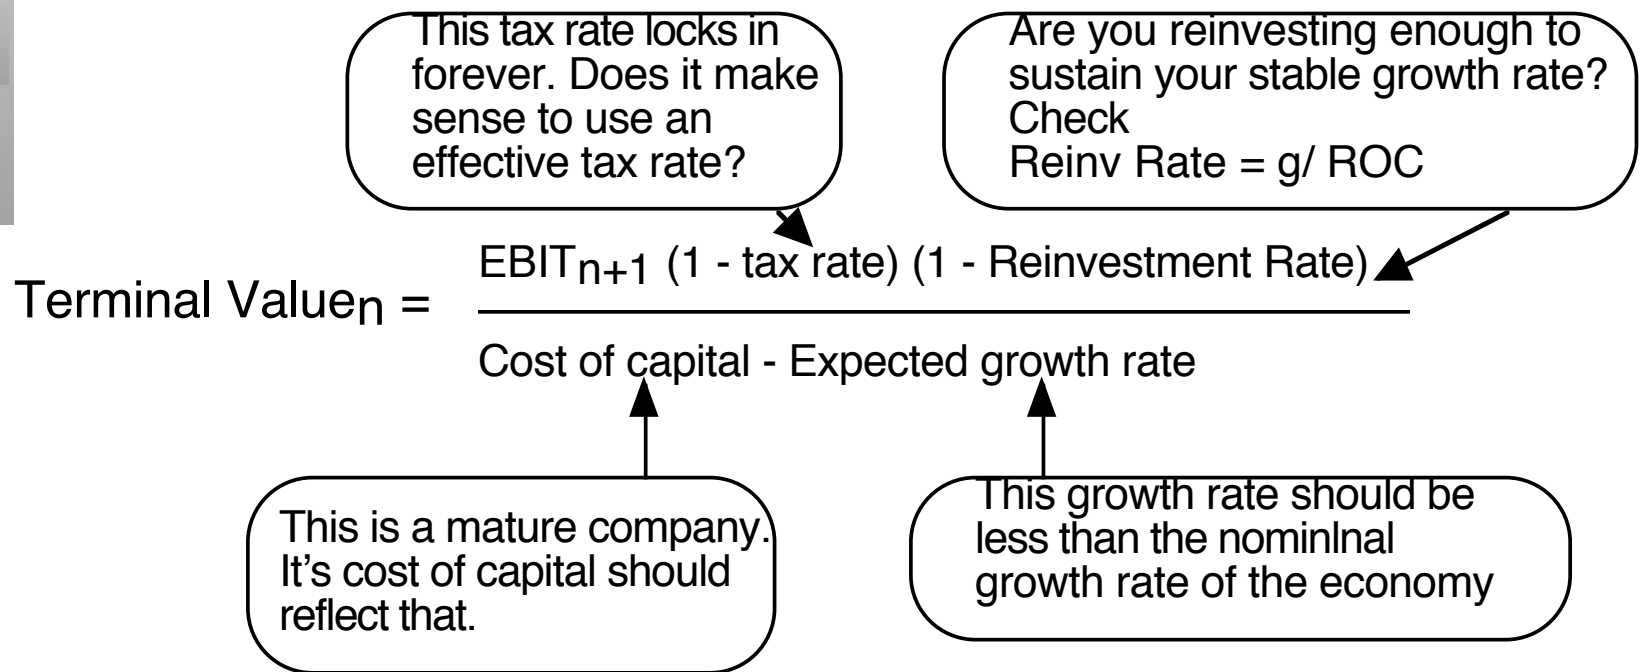 This tax rate locks in
forever. Does it make
sense to use an
effective tax rate?
Are you reinvesting enough to
sustain your stable growth rate?
Check
Reinv Rate = g/ ROC
EBITn+1 (1 - tax rate) (1 - Reinvestment Rate)
Terminal Valuen =
Cost of capital - Expected growth rate
This is a mature company.
It's cost of capital should
reflect that.
This growth rate should be
less than the nominlnal
growth rate of the economy